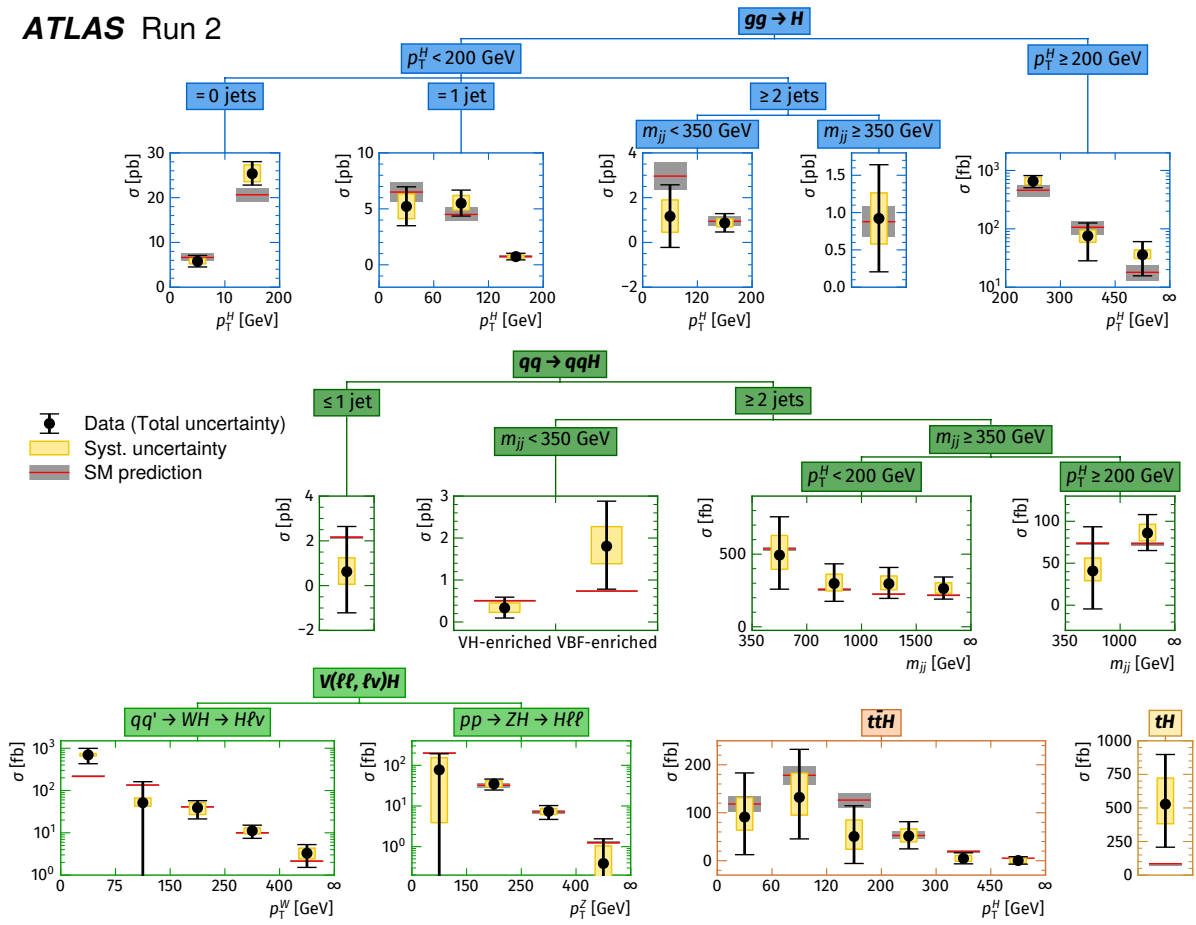 ATLAS Run 2
gg → H
p_T^H < 200 GeV
p_T^H ≥ 200 GeV
= 0 jets
= 1 jet
≥ 2 jets
m_jj < 350 GeV
m_jj ≥ 350 GeV
σ [pb]
30
20
10
0
0 10 200
p_T^H [GeV]
σ [pb]
10
5
0
0 60 120 200
p_T^H [GeV]
σ [pb]
4
2
0
−2
0 120 200
p_T^H [GeV]
σ [pb]
1.5
1.0
0.5
0.0
σ [fb]
10^3
10^2
10^1
200 300 450 ∞
p_T^H [GeV]
qq → qqH
≤ 1 jet
≥ 2 jets
Data (Total uncertainty)
Syst. uncertainty
SM prediction
m_jj < 350 GeV
m_jj ≥ 350 GeV
p_T^H < 200 GeV
p_T^H ≥ 200 GeV
σ [pb]
4
2
0
−2
σ [pb]
3
2
1
0
VH-enriched VBF-enriched
σ [fb]
500
0
350 700 1000 1500 ∞
m_jj [GeV]
σ [fb]
100
50
0
350 1000 ∞
m_jj [GeV]
V(ℓℓ, ℓν)H
qq' → WH → Hℓν
pp → ZH → Hℓℓ
tt̄H
tH
σ [fb]
10^3
10^2
10^1
10^0
0 75 150 250 400 ∞
p_T^W [GeV]
σ [fb]
10^2
10^1
10^0
0 150 250 400 ∞
p_T^Z [GeV]
σ [fb]
200
100
0
0 60 120 200 300 450 ∞
p_T^H [GeV]
σ [fb]
1000
750
500
250
0